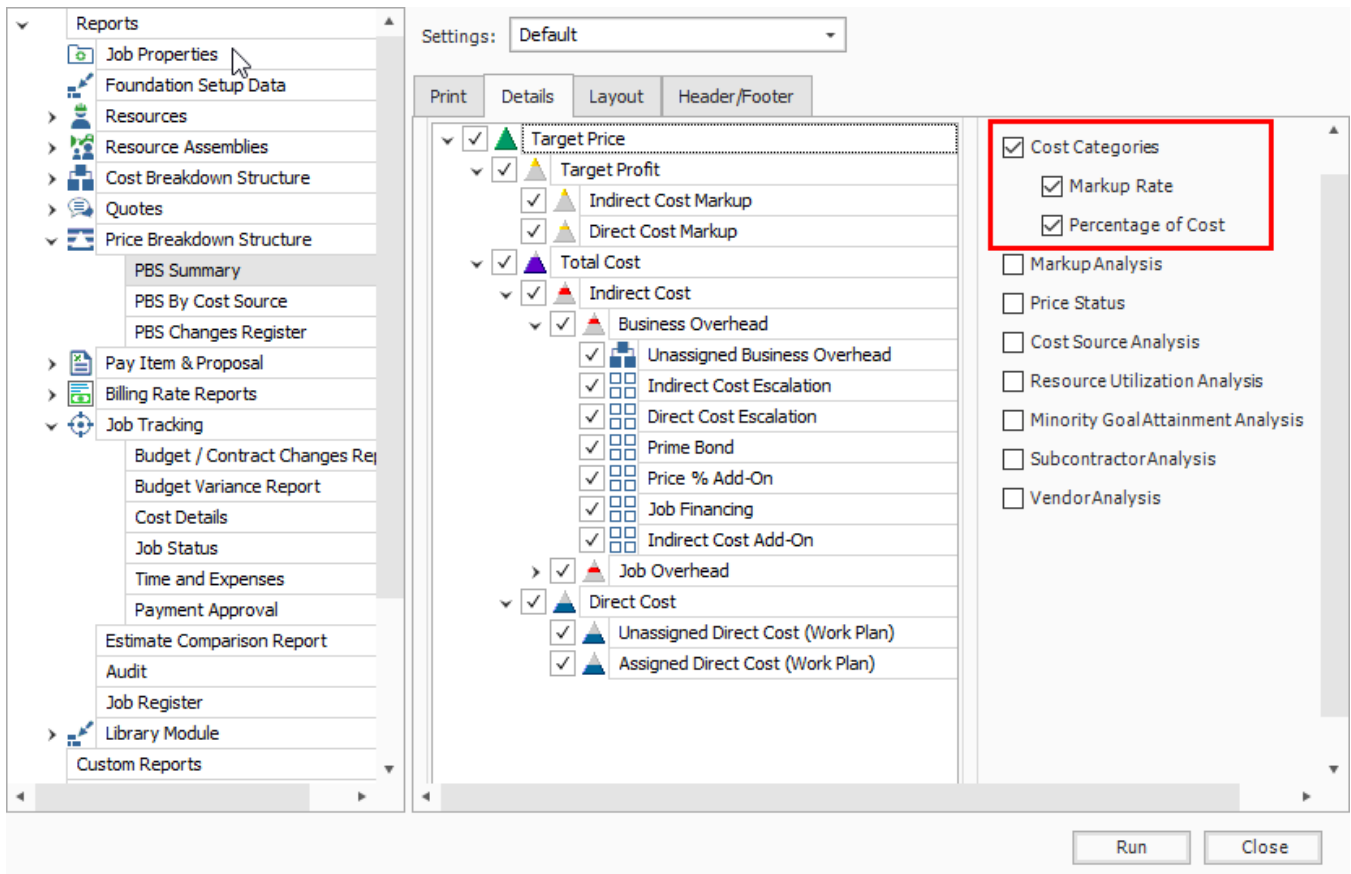 Reports
Job Properties
Foundation Setup Data
Resources
Resource Assemblies
Cost Breakdown Structure
Quotes
Price Breakdown Structure
PBS Summary
PBS By Cost Source
PBS Changes Register
Pay Item & Proposal
Billing Rate Reports
Job Tracking
Budget / Contract Changes Rep
Budget Variance Report
Cost Details
Job Status
Time and Expenses
Payment Approval
Estimate Comparison Report
Audit
Job Register
Library Module
Custom Reports
Settings: Default
Print Details Layout Header/Footer
Target Price
Target Profit
Indirect Cost Markup
Direct Cost Markup
Total Cost
Indirect Cost
Business Overhead
Unassigned Business Overhead
Indirect Cost Escalation
Direct Cost Escalation
Prime Bond
Price % Add-On
Job Financing
Indirect Cost Add-On
Job Overhead
Direct Cost
Unassigned Direct Cost (Work Plan)
Assigned Direct Cost (Work Plan)
Cost Categories
Markup Rate
Percentage of Cost
Markup Analysis
Price Status
Cost Source Analysis
Resource Utilization Analysis
Minority Goal Attainment Analysis
Subcontractor Analysis
Vendor Analysis
Run Close